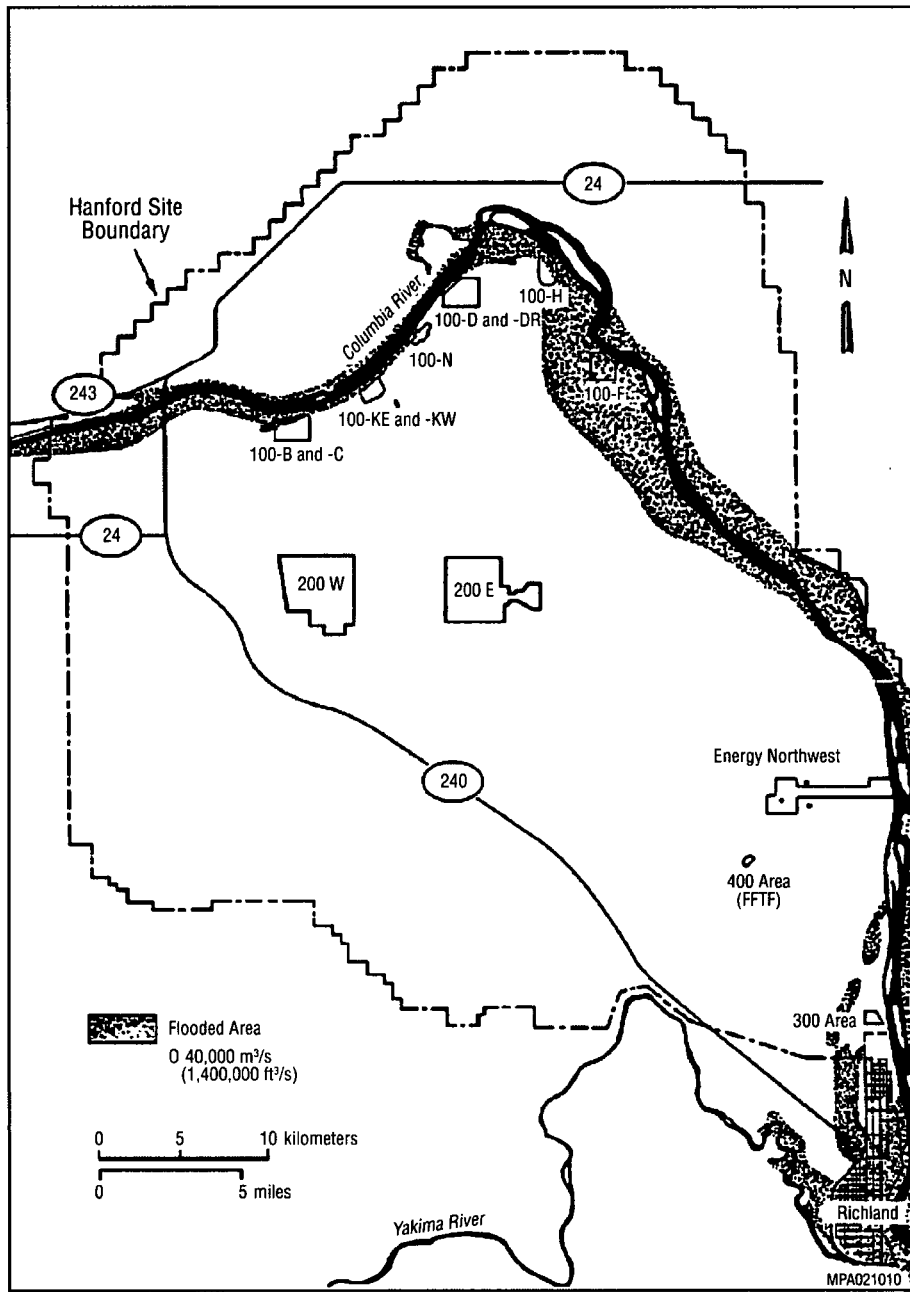 24
Hanford Site
Boundary
N
Columbia River
100-H
100-D and -DR
100-N
243
100-F
100-KE and -KW
100-B and -C
24
200 W
200 E
Energy Northwest
240
400 Area
(FFTF)
300 Area
Flooded Area
Q 40,000 m³/s
(1,400,000 ft³/s)
0 5 10 kilometers
0 5 miles
Richland
Yakima River
MPA021010